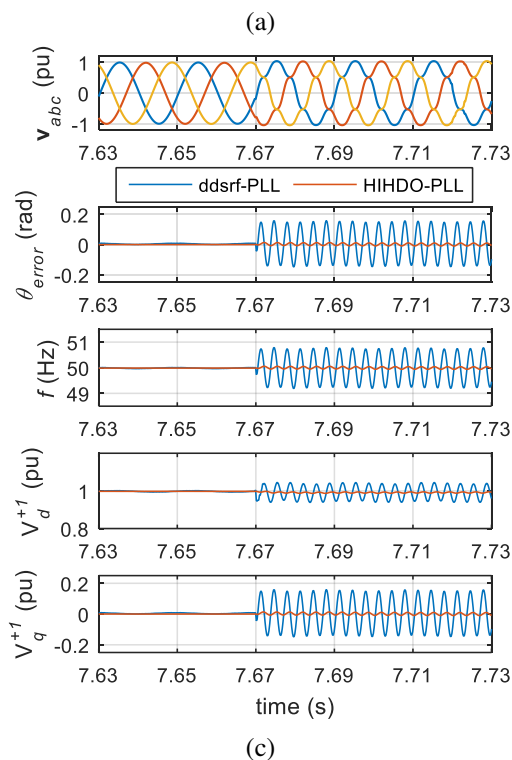 (a)
v_abc (pu)
1
0
-1
7.63 7.65 7.67 7.69 7.71 7.73
ddsrf-PLL HIHDO-PLL
θ_error (rad)
0.2
0
-0.2
7.63 7.65 7.67 7.69 7.71 7.73
f (Hz)
51
50
49
7.63 7.65 7.67 7.69 7.71 7.73
V_d^+1 (pu)
1
0.8
7.63 7.65 7.67 7.69 7.71 7.73
V_q^+1 (pu)
0.2
0
-0.2
7.63 7.65 7.67 7.69 7.71 7.73
time (s)
(c)